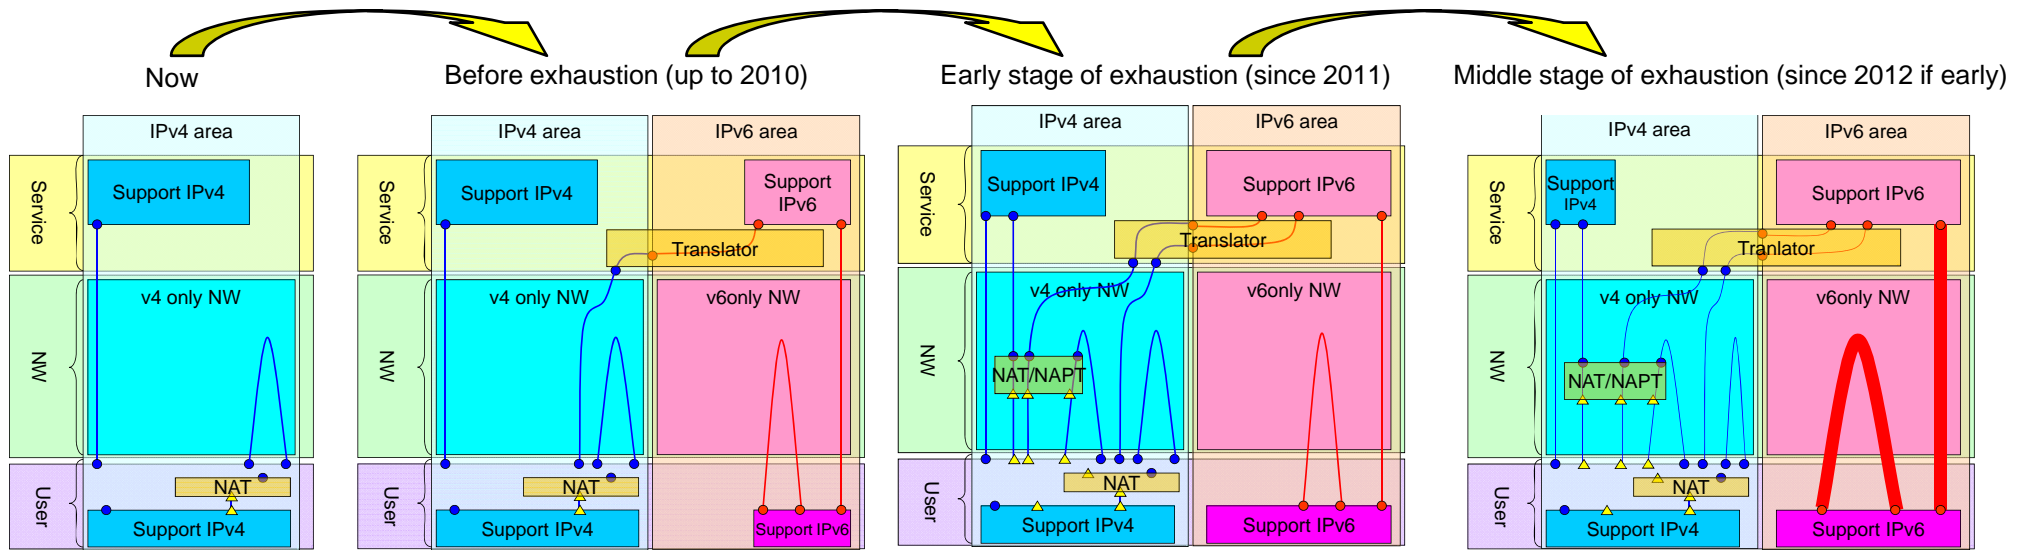 Now
IPv4 area
Service
Support IPv4
NW
v4 only NW
User
NAT
Support IPv4
Before exhaustion (up to 2010)
IPv4 area
IPv6 area
Service
Support IPv4
Support
IPv6
Translator
NW
v4 only NW
v6only NW
User
NAT
Support IPv4
Support IPv6
Early stage of exhaustion (since 2011)
IPv4 area
IPv6 area
Service
Support IPv4
Support IPv6
Translator
NW
v4 only NW
v6only NW
NAT/NAPT
User
NAT
Support IPv4
Support IPv6
Middle stage of exhaustion (since 2012 if early)
IPv4 area
IPv6 area
Service
Support
IPv4
Support IPv6
Tranlator
NW
v4 only NW
v6only NW
NAT/NAPT
User
NAT
Support IPv4
Support IPv6